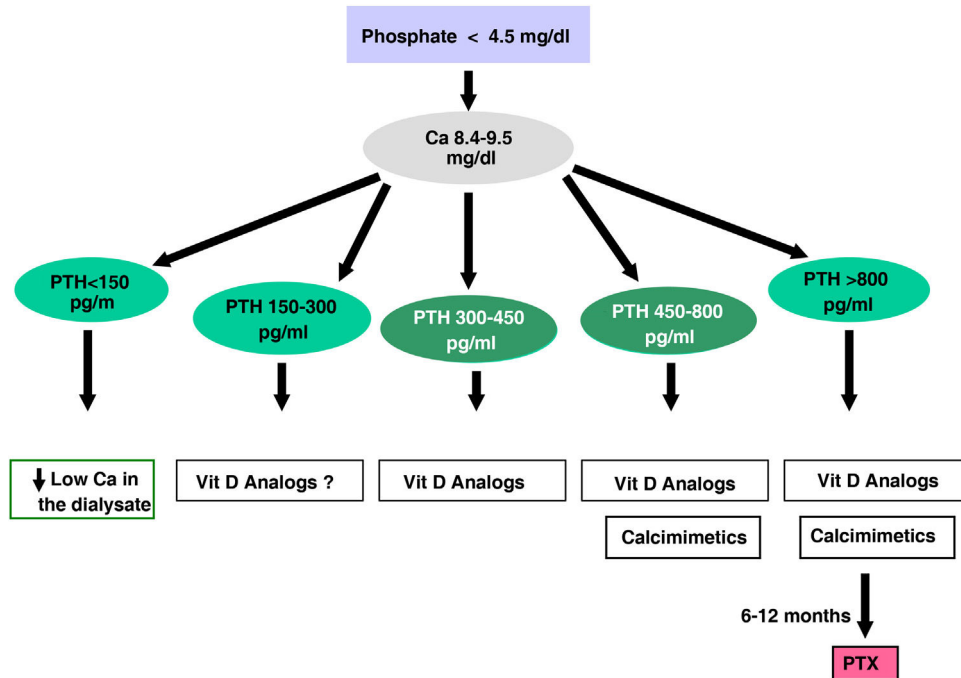 Phosphate < 4.5 mg/dl
Ca 8.4-9.5
mg/dl
PTH<150
pg/m
PTH 150-300
pg/ml
PTH 300-450
pg/ml
PTH 450-800
pg/ml
PTH >800
pg/ml
Low Ca in
the dialysate
Vit D Analogs ?
Vit D Analogs
Vit D Analogs
Vit D Analogs
Calcimimetics
Calcimimetics
6-12 months
PTX